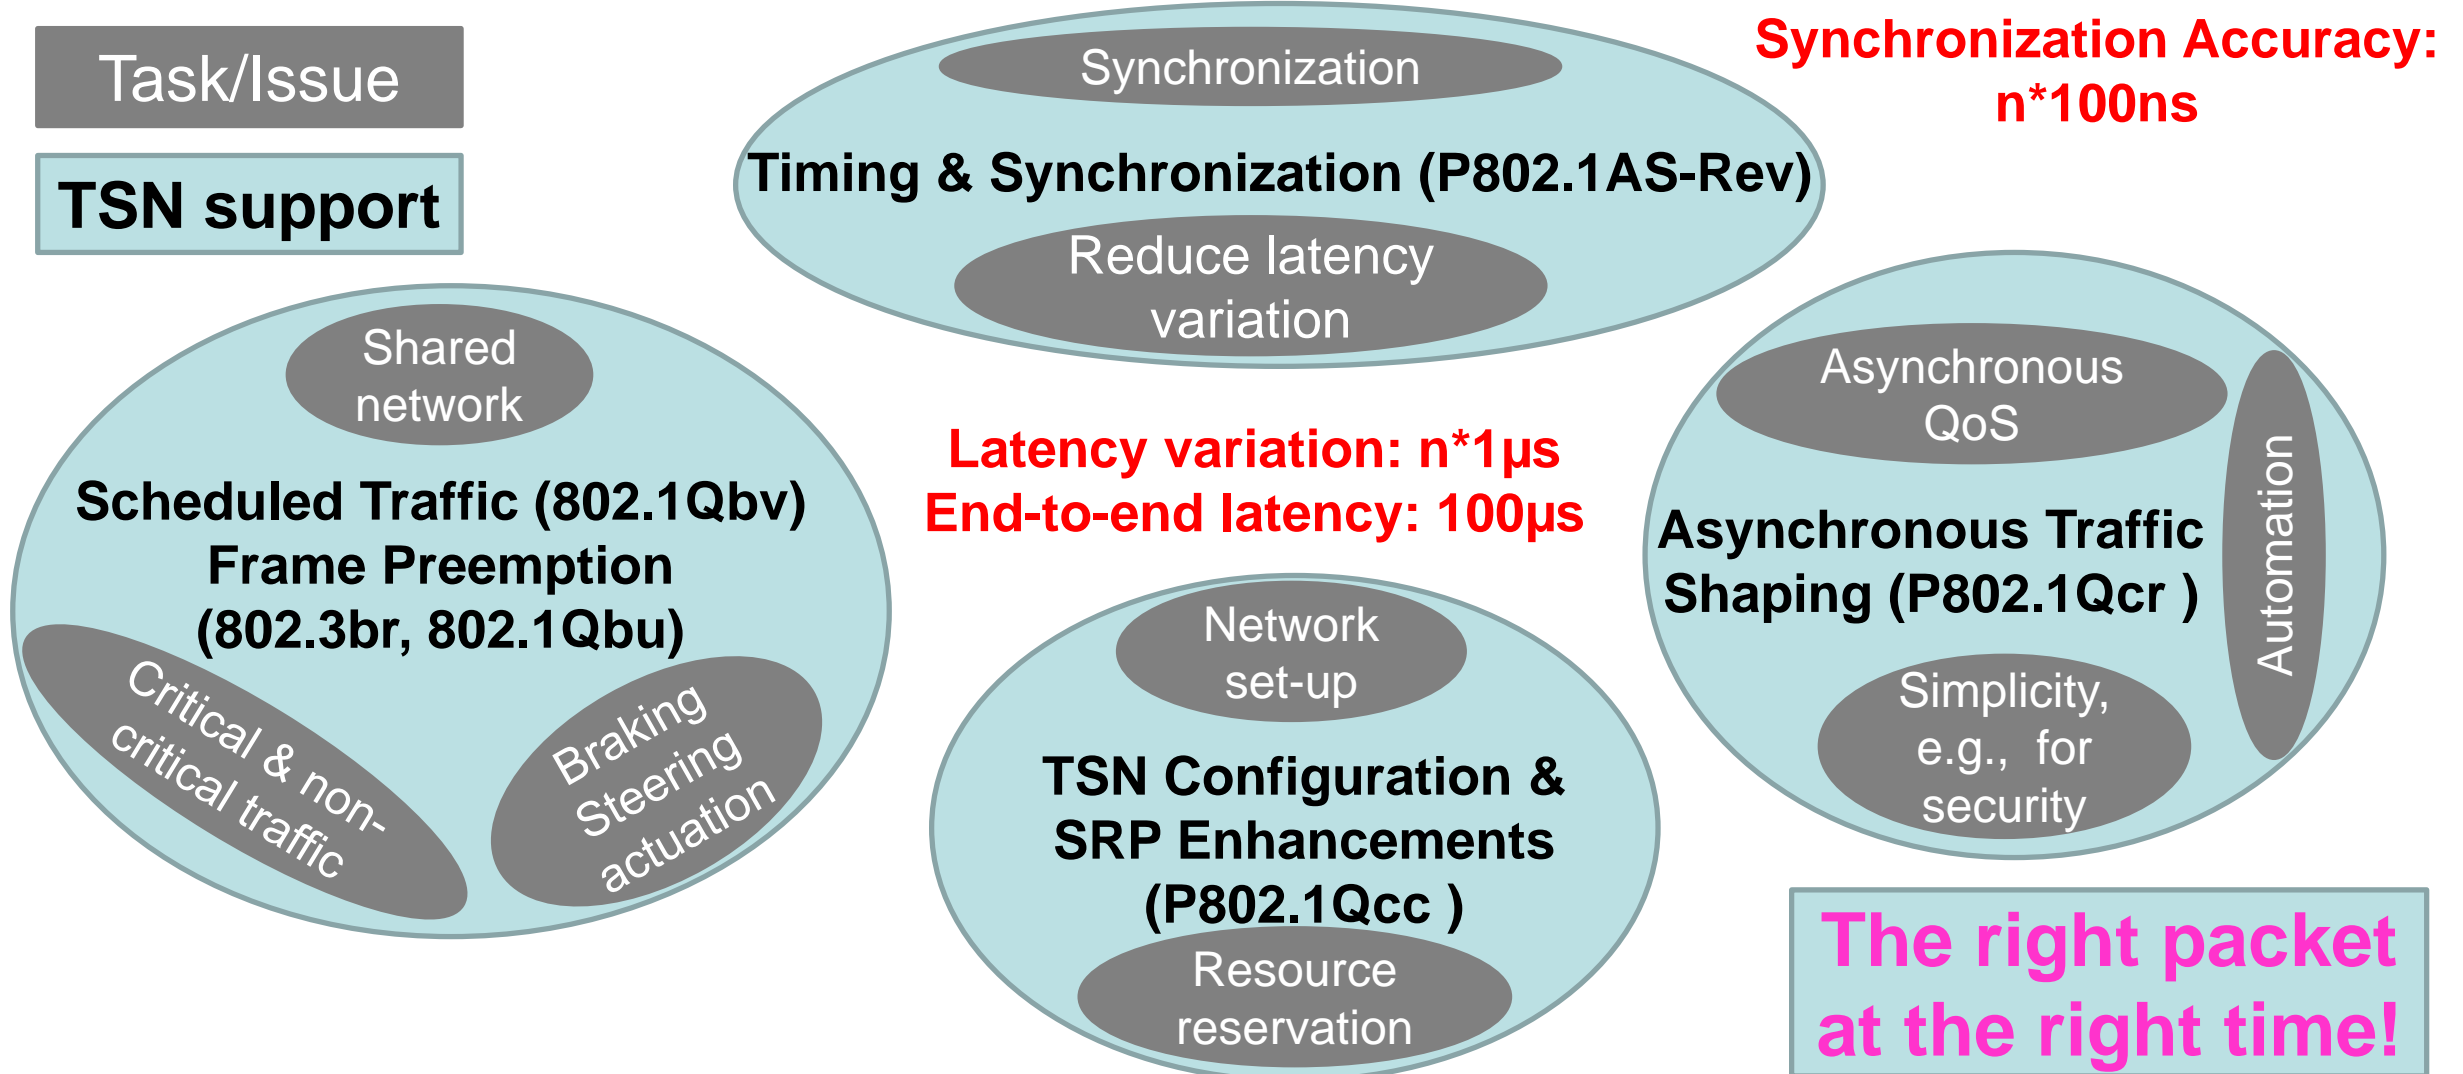 Task/Issue
TSN support
Synchronization
Timing & Synchronization (P802.1AS-Rev)
Reduce latency
variation
Synchronization Accuracy:
n*100ns
Shared
network
Scheduled Traffic (802.1Qbv)
Frame Preemption
(802.3br, 802.1Qbu)
Critical & non-
critical traffic
Braking
Steering
actuation
Latency variation: n*1µs
End-to-end latency: 100µs
Network
set-up
TSN Configuration &
SRP Enhancements
(P802.1Qcc )
Resource
reservation
Asynchronous
QoS
Asynchronous Traffic
Shaping (P802.1Qcr )
Automation
Simplicity,
e.g.,  for
security
The right packet
at the right time!